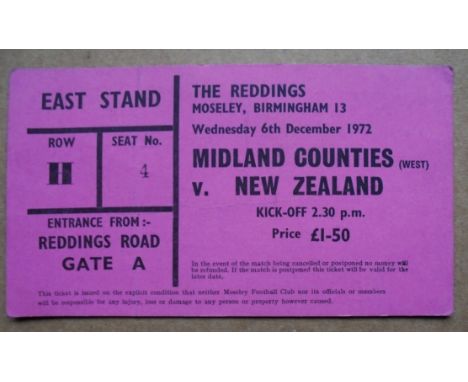 EAST STAND
ROW
H
SEAT No.
4
ENTRANCE FROM:-
REDDINGS ROAD
GATE A
THE REDDINGS
MOSELEY, BIRMINGHAM 13
Wednesday 6th December 1972
MIDLAND COUNTIES (WEST)
v. NEW ZEALAND
KICK-OFF 2.30 p.m.
Price £1-50
In the event of the match being cancelled or postponed no money will
be refunded. If the match is postponed this ticket will be valid for the
later date.
This ticket is issued on the explicit condition that neither Moseley Football Club nor its officials or members
will be responsible for any injury, loss or damage to any person or property however caused.